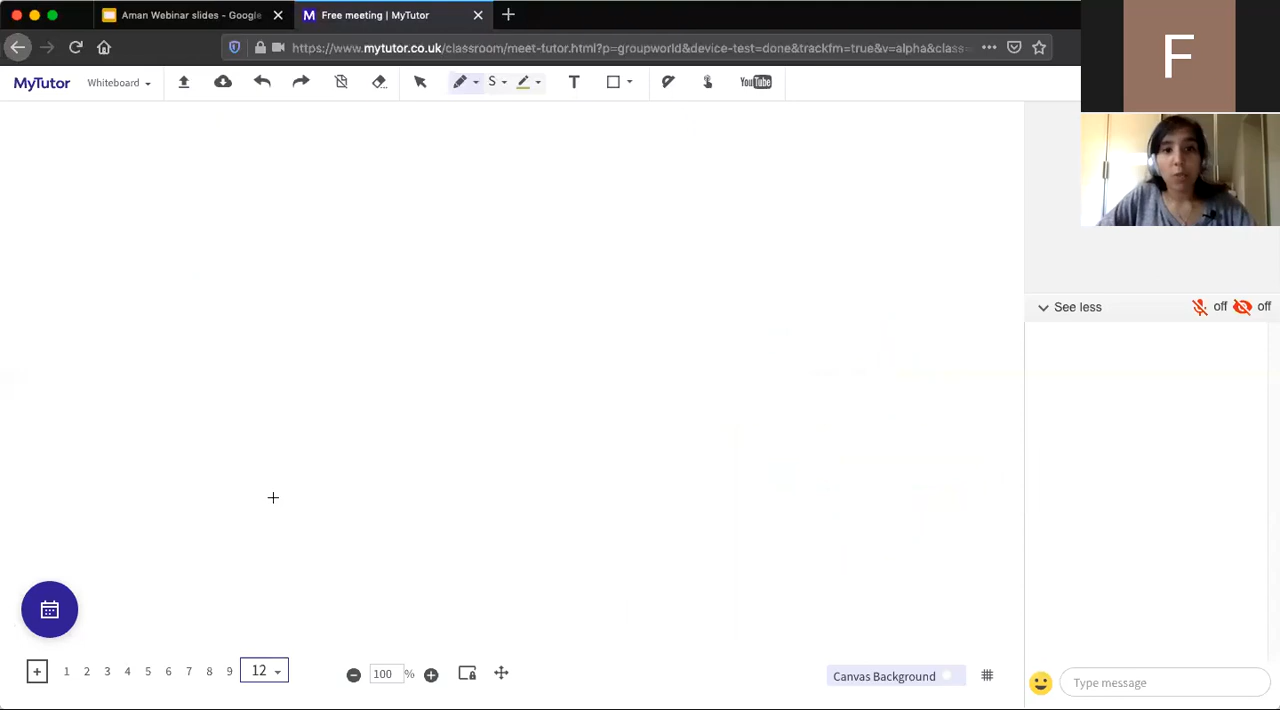 Aman Webinar slides - Google
Free meeting | MyTutor
https://www.mytutor.co.uk/classroom/meet-tutor.html?p=groupworld&device-test=done&trackfm=true&v=alpha&class=
F
MyTutor
Whiteboard
S
T
YouTube
See less
off
off
+ 1 2 3 4 5 6 7 8 9 12
100 %
Canvas Background
Type message